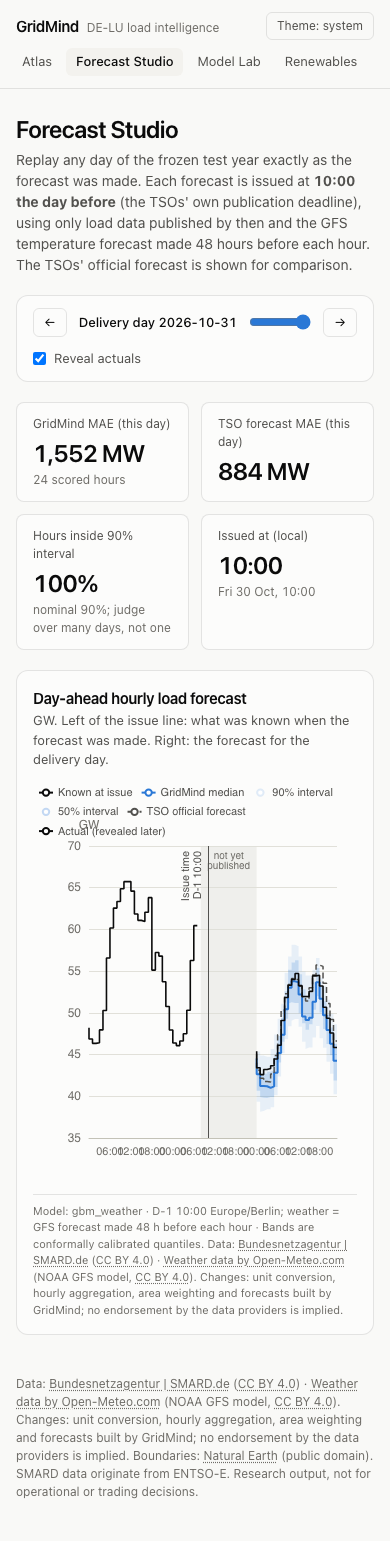 GridMind DE-LU load intelligence Theme: system
Atlas Forecast Studio Model Lab Renewables
Forecast Studio
Replay any day of the frozen test year exactly as the
forecast was made. Each forecast is issued at 10:00
the day before (the TSOs' own publication deadline),
using only load data published by then and the GFS
temperature forecast made 48 hours before each hour.
The TSOs' official forecast is shown for comparison.
← Delivery day 2026-10-31 →
Reveal actuals
GridMind MAE (this day)
1,552 MW
24 scored hours
TSO forecast MAE (this
day)
884 MW
Hours inside 90%
interval
100%
nominal 90%; judge
over many days, not one
Issued at (local)
10:00
Fri 30 Oct, 10:00
Day-ahead hourly load forecast
GW. Left of the issue line: what was known when the
forecast was made. Right: the forecast for the
delivery day.
Known at issue GridMind median 90% interval
50% interval TSO official forecast
Actual (revealed later)
GW
70
65
60
55
50
45
40
35
Issue time
D-1 10:00
not yet
published
06:00 12:00 18:00 00:00 06:00 12:00 18:00 00:00 06:00 12:00 18:00
Model: gbm_weather · D-1 10:00 Europe/Berlin; weather =
GFS forecast made 48 h before each hour · Bands are
conformally calibrated quantiles. Data: Bundesnetzagentur |
SMARD.de (CC BY 4.0) · Weather data by Open-Meteo.com
(NOAA GFS model, CC BY 4.0). Changes: unit conversion,
hourly aggregation, area weighting and forecasts built by
GridMind; no endorsement by the data providers is implied.
Data: Bundesnetzagentur | SMARD.de (CC BY 4.0) · Weather
data by Open-Meteo.com (NOAA GFS model, CC BY 4.0).
Changes: unit conversion, hourly aggregation, area weighting
and forecasts built by GridMind; no endorsement by the data
providers is implied. Boundaries: Natural Earth (public domain).
SMARD data originate from ENTSO-E. Research output, not for
operational or trading decisions.